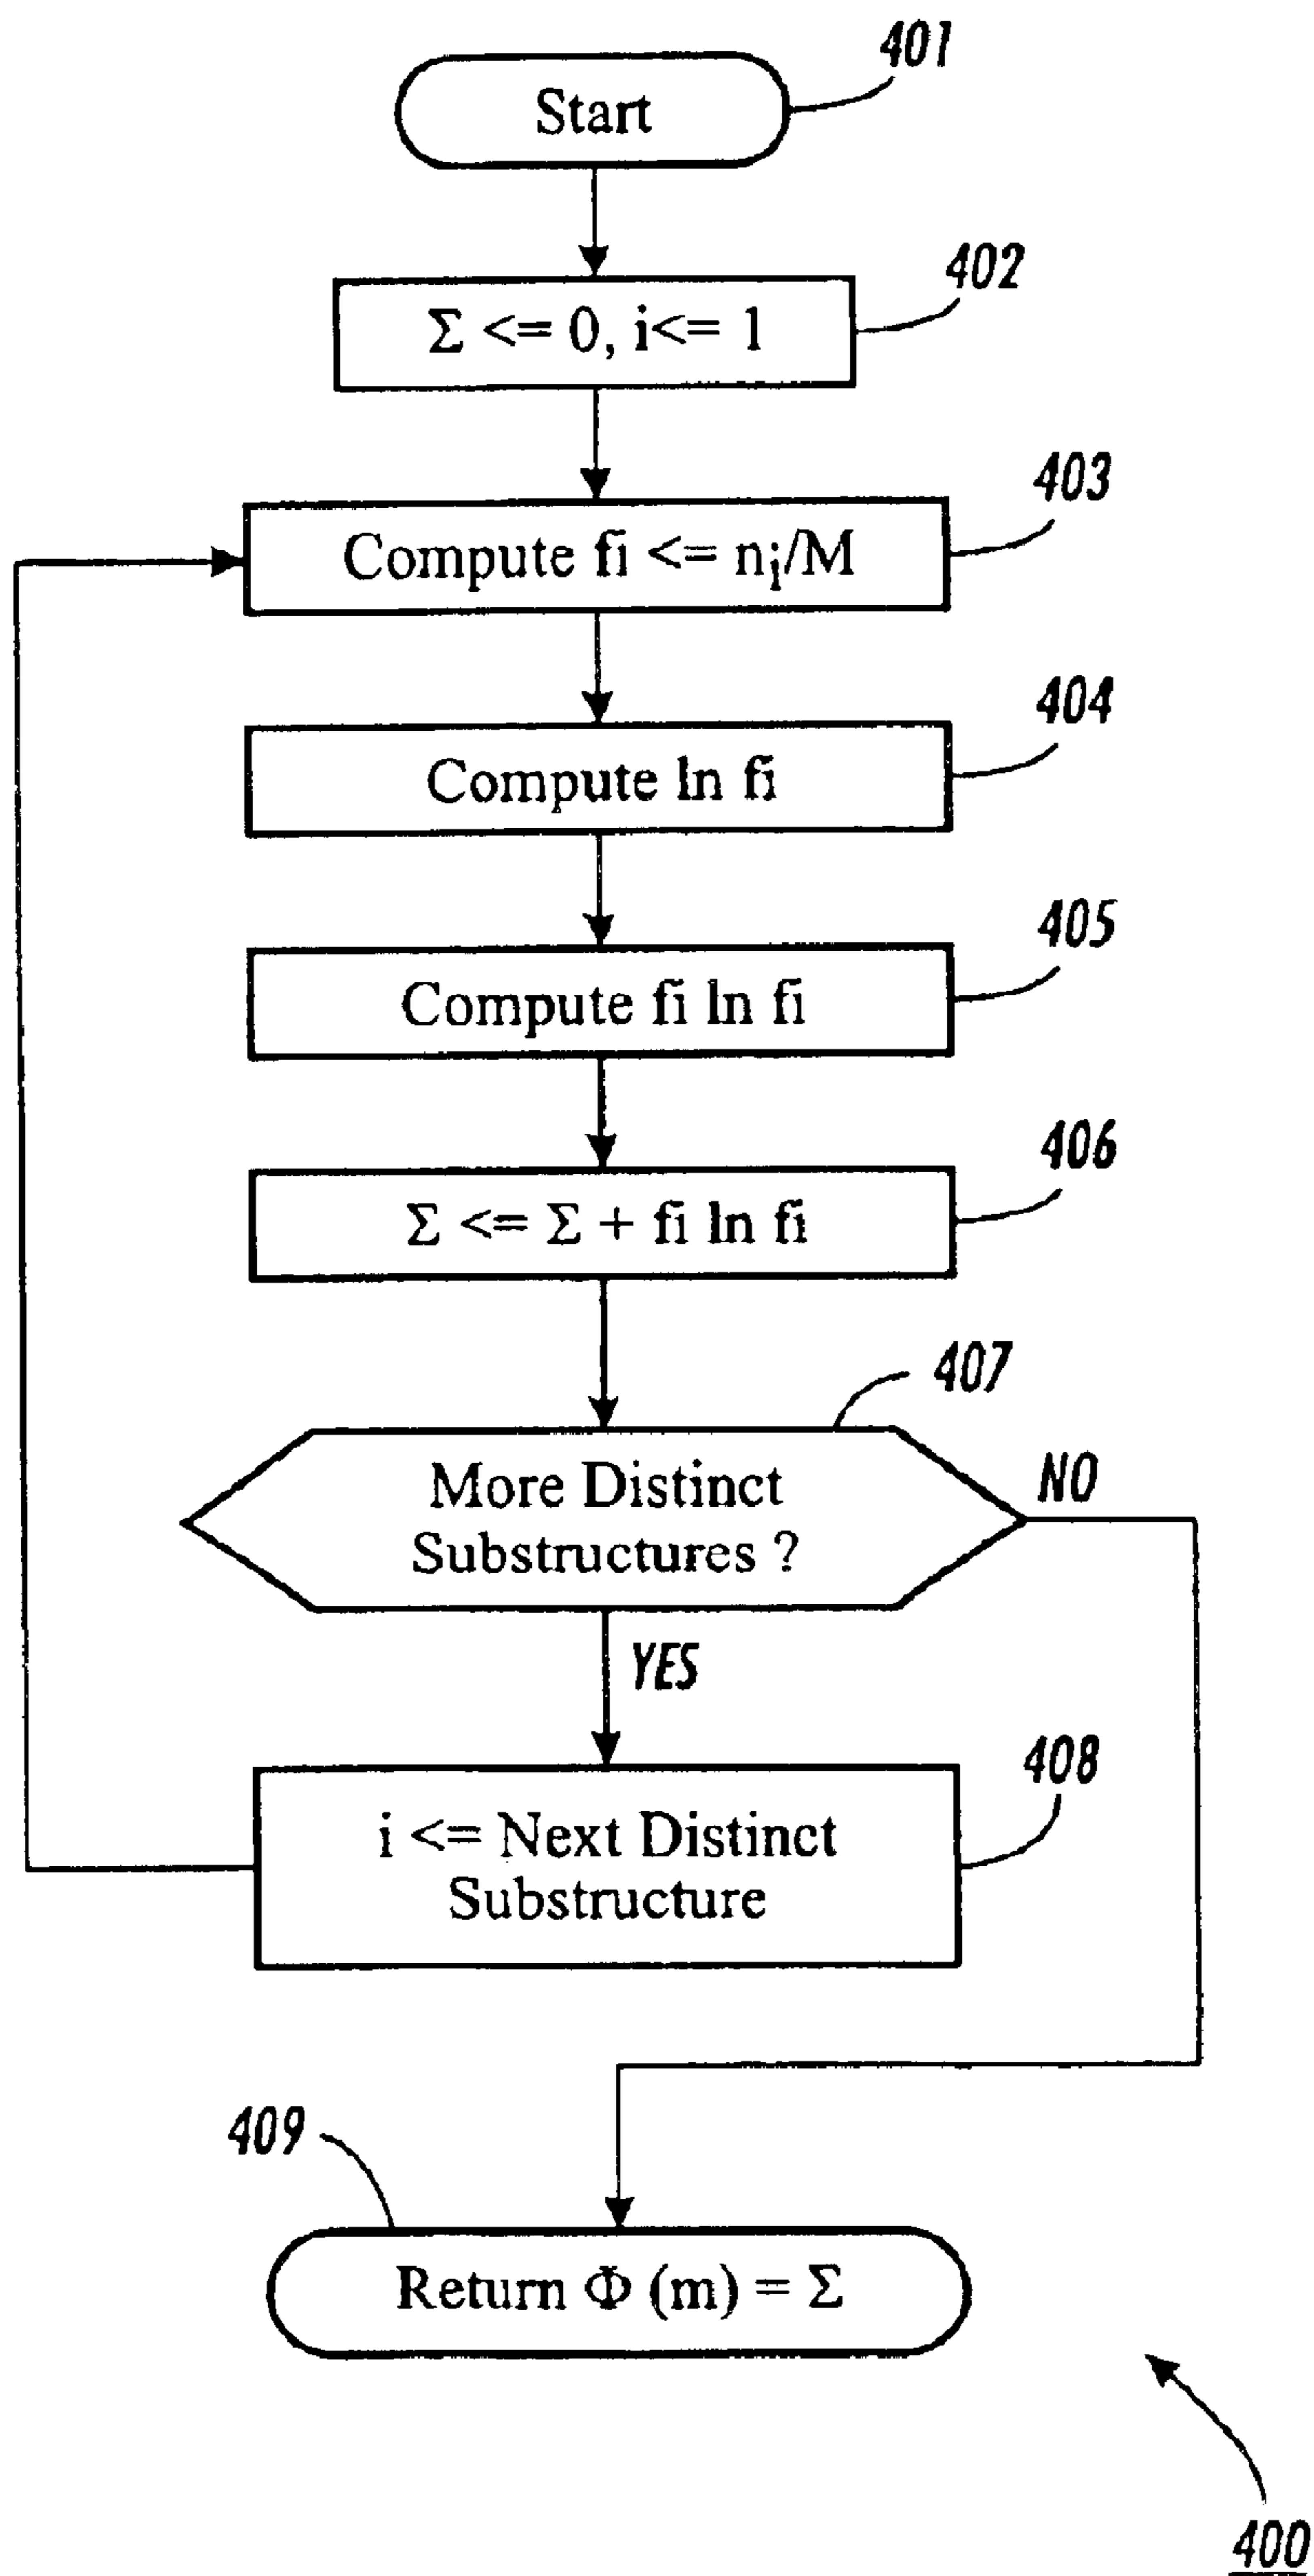 401
Start
402
Σ <= 0, i<= 1
403
Compute fi <= nᵢ/M
404
Compute ln fi
405
Compute fi ln fi
406
Σ <= Σ + fi ln fi
407
More Distinct
Substructures ?
NO
YES
408
i <= Next Distinct
Substructure
409
Return Φ (m) = Σ
400